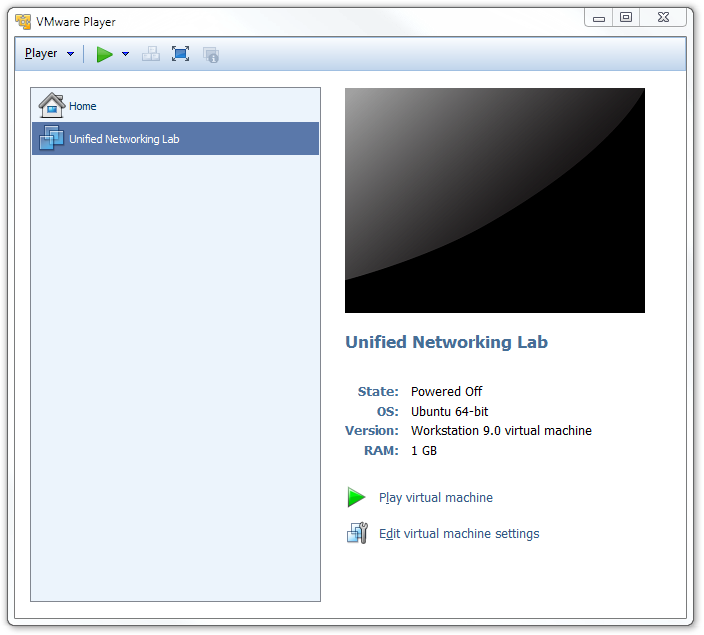 VMware Player
Player
Home
Unified Networking Lab
Unified Networking Lab
State: Powered Off
OS: Ubuntu 64-bit
Version: Workstation 9.0 virtual machine
RAM: 1 GB
Play virtual machine
Edit virtual machine settings